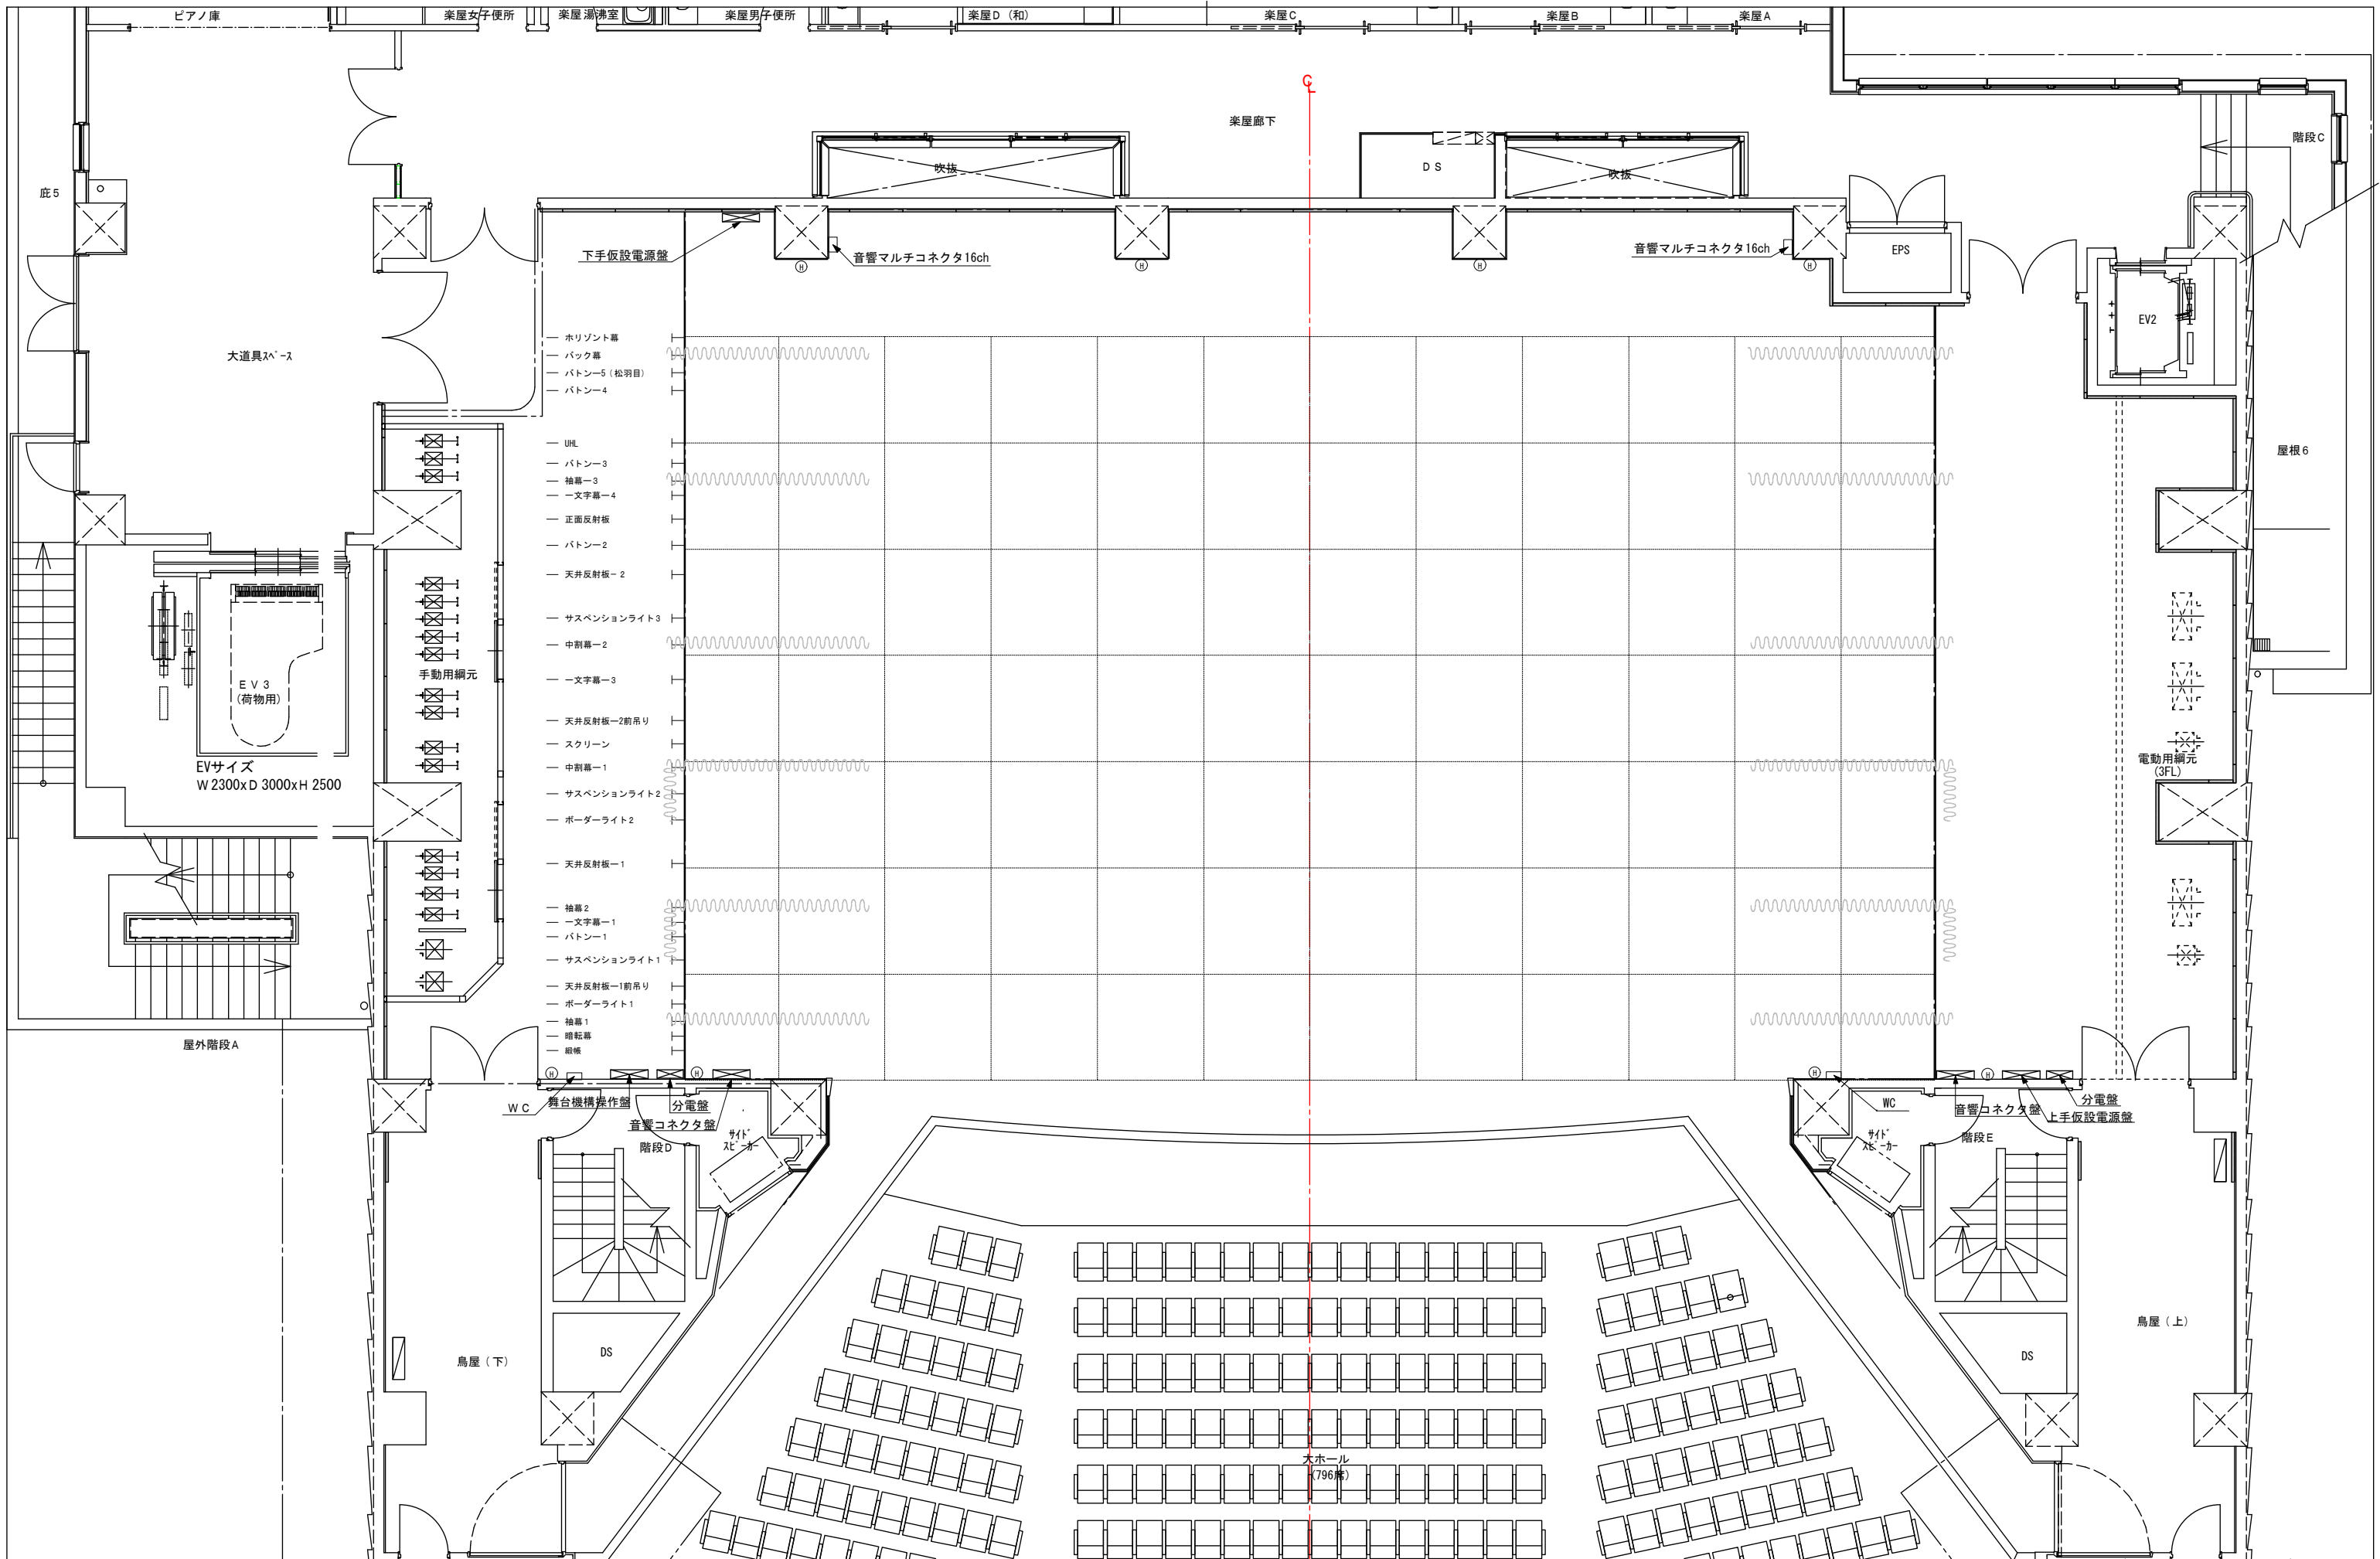 ピアノ庫
楽屋女子便所
楽屋湯沸室
楽屋男子便所
楽屋D（和）
楽屋C
楽屋B
楽屋A
CL
楽屋廊下
階段C
庇5
吹抜
DS
吹抜
下手仮設電源盤
音響マルチコネクタ16ch
音響マルチコネクタ16ch
EPS
H
H
H
H
EV2
大道具スペース
ホリゾント幕
バック幕
バトンー5（松羽目）
バトンー4
UHL
バトンー3
袖幕ー3
一文字幕ー4
正面反射板
バトンー2
天井反射板-2
サスペンションライト3
中割幕ー2
一文字幕ー3
天井反射板ー2前吊り
スクリーン
中割幕ー1
サスペンションライト2
ボーダーライト2
天井反射板ー1
袖幕2
一文字幕ー1
バトンー1
サスペンションライト1
天井反射板ー1前吊り
ボーダーライト1
袖幕1
暗転幕
緞帳
屋根6
手動用綱元
EV3
（荷物用）
EVサイズ
W2300xD3000xH2500
電動用綱元
(3FL)
屋外階段A
H
H
H
H
WC
舞台機構操作盤
分電盤
音響コネクタ盤
階段D
サイド
スピーカー
WC
音響コネクタ盤
分電盤
上手仮設電源盤
サイド
スピーカー
階段E
鳥屋（下）
DS
鳥屋（上）
DS
大ホール
(796席)